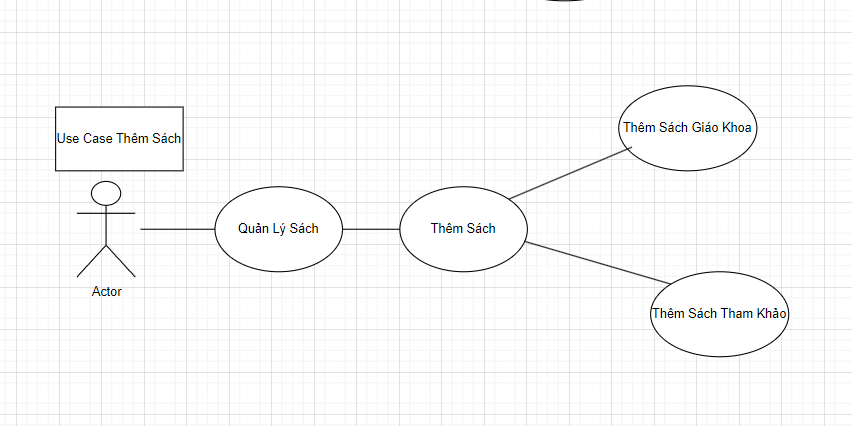 Use Case Thêm Sách
Thêm Sách Giáo Khoa
Quản Lý Sách
Thêm Sách
Actor
Thêm Sách Tham Khảo